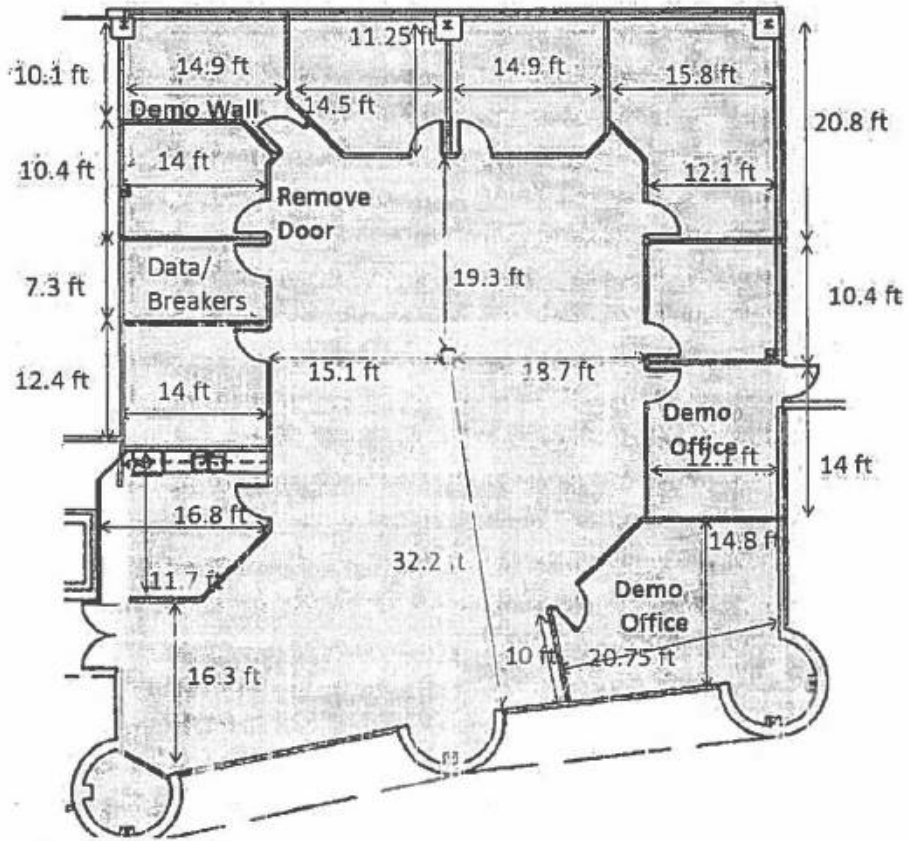 11.25 ft
10.1 ft
14.9 ft
14.9 ft
15.8 ft
Demo Wall
14.5 ft
20.8 ft
10.4 ft
14 ft
12.1 ft
Remove
Door
Data/
Breakers
19.3 ft
7.3 ft
10.4 ft
12.4 ft
15.1 ft
18.7 ft
14 ft
Demo
Office
12.1 ft
14 ft
16.8 ft
14.8 ft
32.2 ft
11.7 ft
Demo
Office
10 ft
20.75 ft
16.3 ft